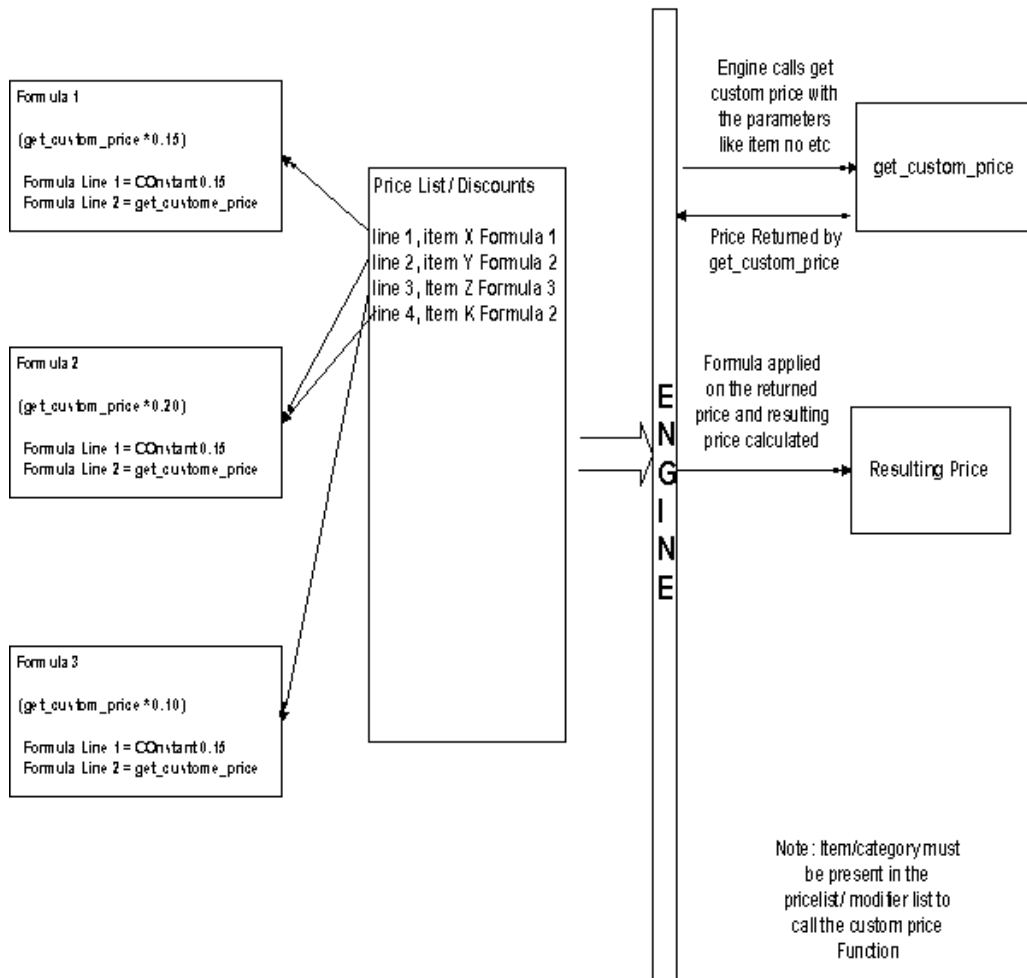 Formula 1
(get_custom_price *0.15)
Formula Line 1 = COnstant 0.15
Formula Line 2 = get_custome_price
Formula 2
(get_custom_price *0.20)
Formula Line 1 = COnstant 0.15
Formula Line 2 = get_custome_price
Formula 3
(get_custom_price *0.10)
Formula Line 1 = COnstant 0.15
Formula Line 2 = get_custome_price
Price List / Discounts
line 1, item X Formula 1
line 2, item Y Formula 2
line 3, Item Z Formula 3
line 4, Item K Formula 2
E
N
G
I
N
E
Engine calls get
custom price with
the parameters
like item no etc
get_custom_price
Price Returned by
get_custom_price
Formula applied
on the returned
price and resulting
price calculated
Resulting Price
Note : Item/category must
be present in the
pricelist/ modifier list to
call the custom price
Function